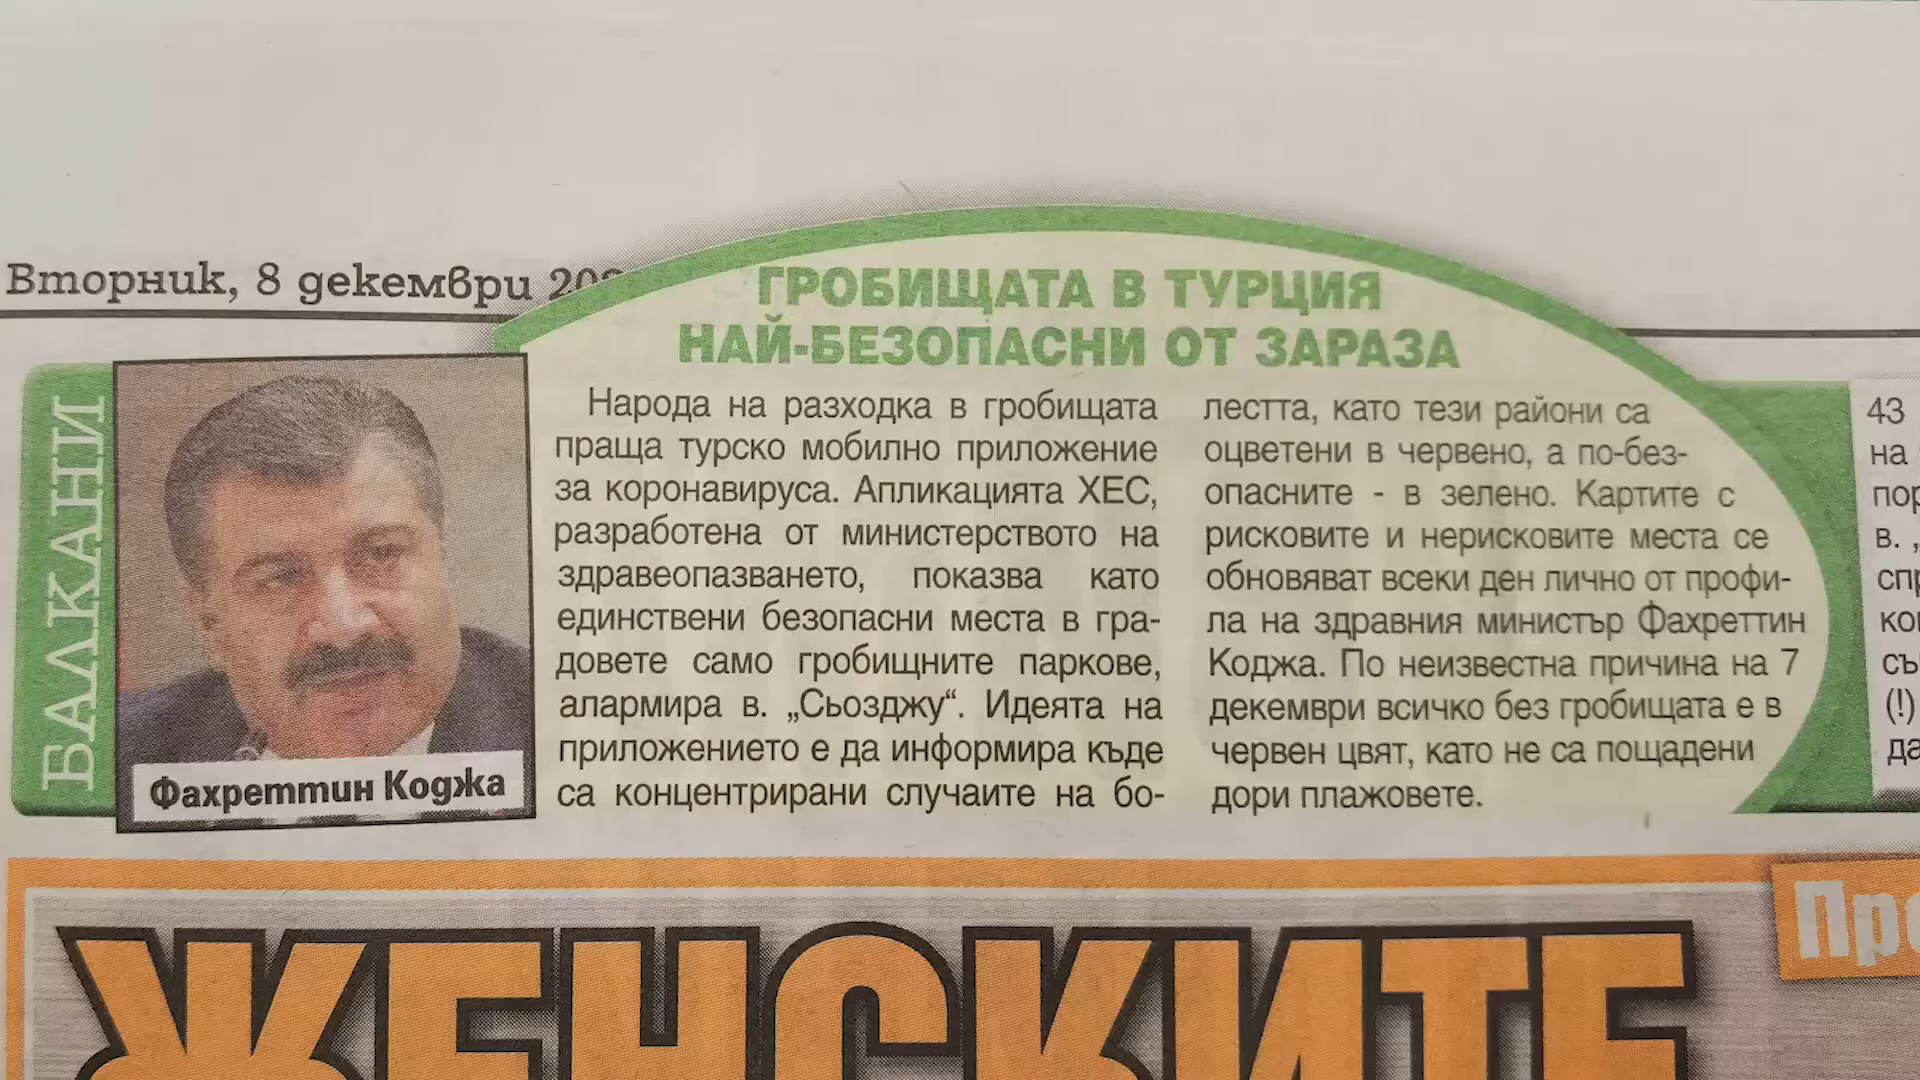 Вторник, 8 декември
БАЛКАНИ
Фахреттин Коджа
ГРОБИЩАТА В ТУРЦИЯ
НАЙ-БЕЗОПАСНИ ОТ ЗАРАЗА
Народа на разходка в гробищата
праща турско мобилно приложение
за коронавируса. Апликацията ХЕС,
разработена от министерството на
здравеопазването, показва като
единствени безопасни места в гра-
довете само гробищните паркове,
алармира в. „Сьозджу“. Идеята на
приложението е да информира къде
са концентрирани случаите на бо-
лестта, като тези райони са
оцветени в червено, а по-без-
опасните - в зелено. Картите с
рисковите и нерисковите места се
обновяват всеки ден лично от профи-
ла на здравния министър Фахреттин
Коджа. По неизвестна причина на 7
декември всичко без гробищата е в
червен цвят, като не са пощадени
дори плажовете.
43
на
в.
(!)
ЖЕНСКИТЕ